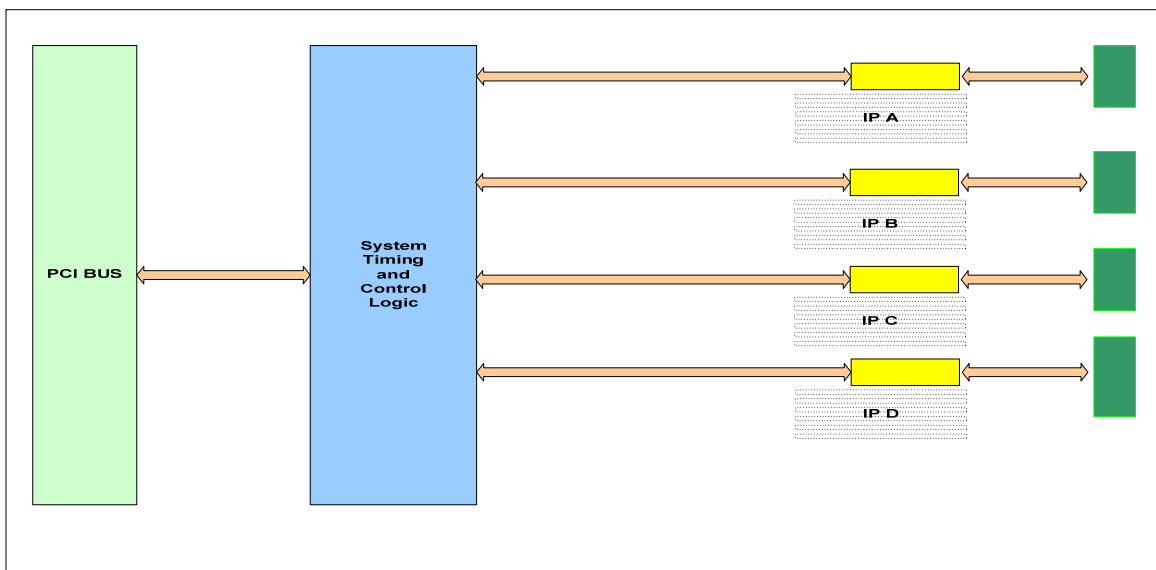 PCI BUS
System
Timing
and
Control
Logic
IP A
IP B
IP C
IP D